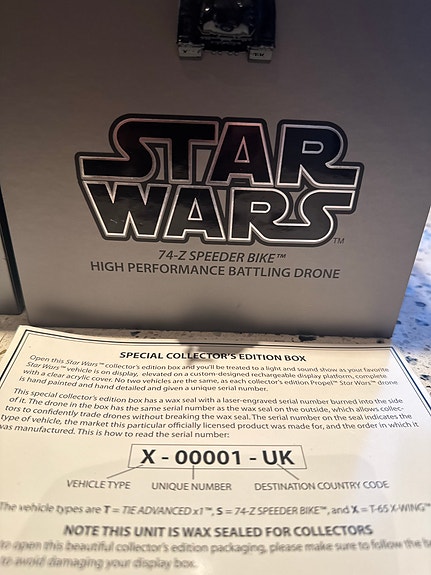 STAR
WARS™
74-Z SPEEDER BIKE™
HIGH PERFORMANCE BATTLING DRONE
SPECIAL COLLECTOR'S EDITION BOX
Open this Star Wars™ collector's edition box and you'll be treated to a light and sound show as your favorite
Star Wars™ vehicle is on display, elevated on a custom-designed rechargeable display platform, complete
with a clear acrylic cover. No two vehicles are the same, as each collector's edition Propel™ Star Wars™ drone
is hand painted and hand detailed and given a unique serial number.
This special collector's edition box has a wax seal with a laser-engraved serial number burned into the side
of it. The drone in the box has the same serial number as the wax seal on the outside, which allows collec-
tors to confidently trade drones without breaking the wax seal. The serial number on the seal indicates the
type of vehicle, the market this particular officially licensed product was made for, and the order in which it
was manufactured. This is how to read the serial number:
X - 00001 - UK
VEHICLE TYPE UNIQUE NUMBER DESTINATION COUNTRY CODE
The vehicle types are T = TIE ADVANCED x1™, S = 74-Z SPEEDER BIKE™, and X = T-65 X-WING™
NOTE THIS UNIT IS WAX SEALED FOR COLLECTORS
to open this beautiful collector's edition packaging, please make sure to follow the
to avoid damaging your display box.